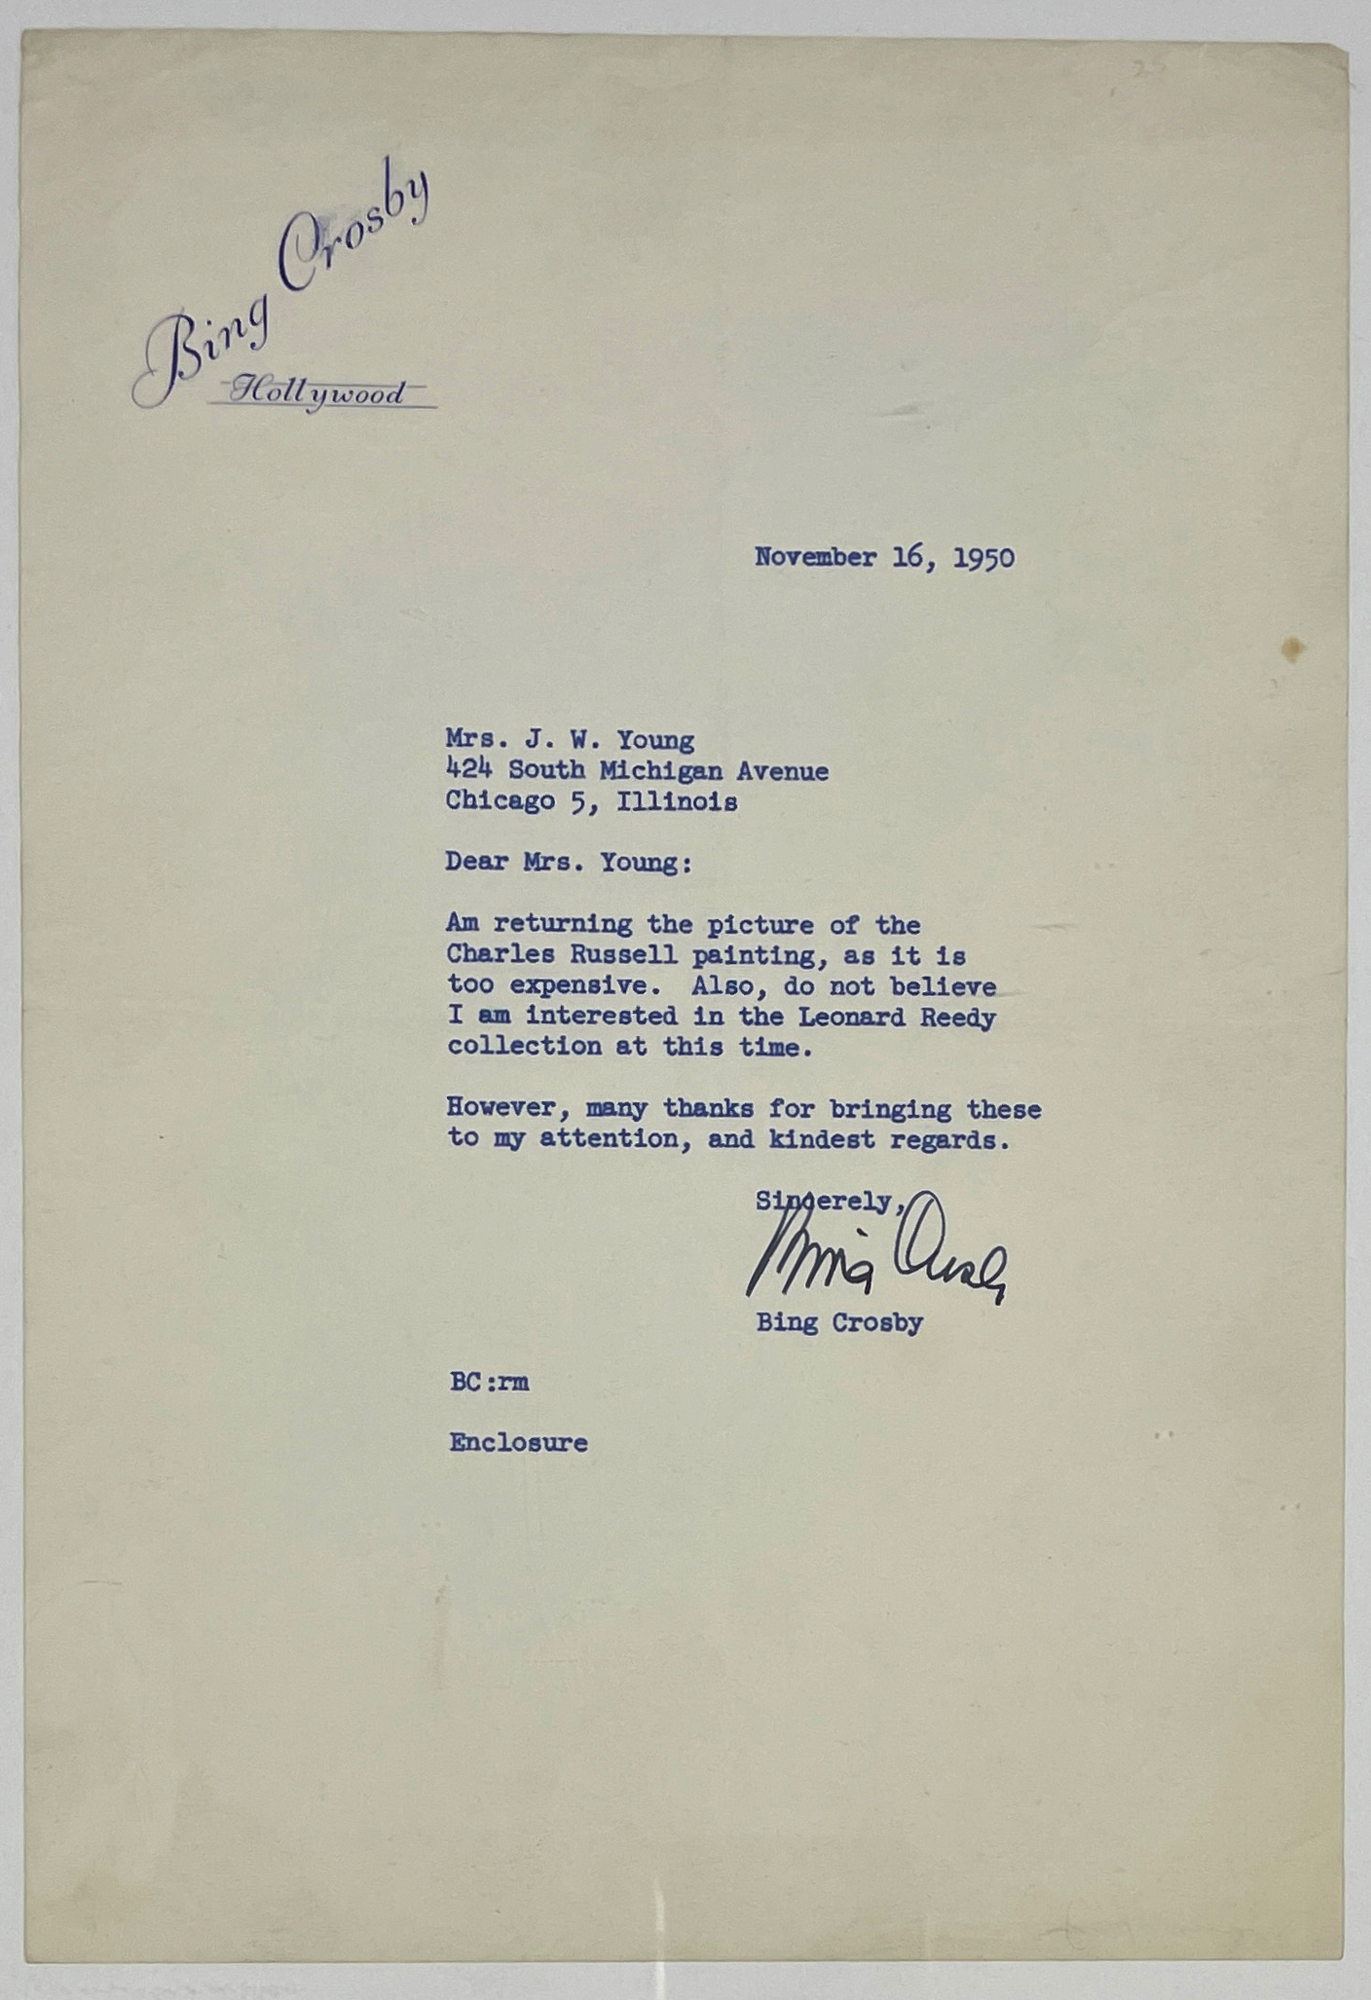 Bing Crosby
Hollywood
November 16, 1950
Mrs. J. W. Young
424 South Michigan Avenue
Chicago 5, Illinois
Dear Mrs. Young:
Am returning the picture of the
Charles Russell painting, as it is
too expensive.  Also, do not believe
I am interested in the Leonard Reedy
collection at this time.
However, many thanks for bringing these
to my attention, and kindest regards.
Sincerely,
Bing Crosby
Bing Crosby
BC:rm
Enclosure